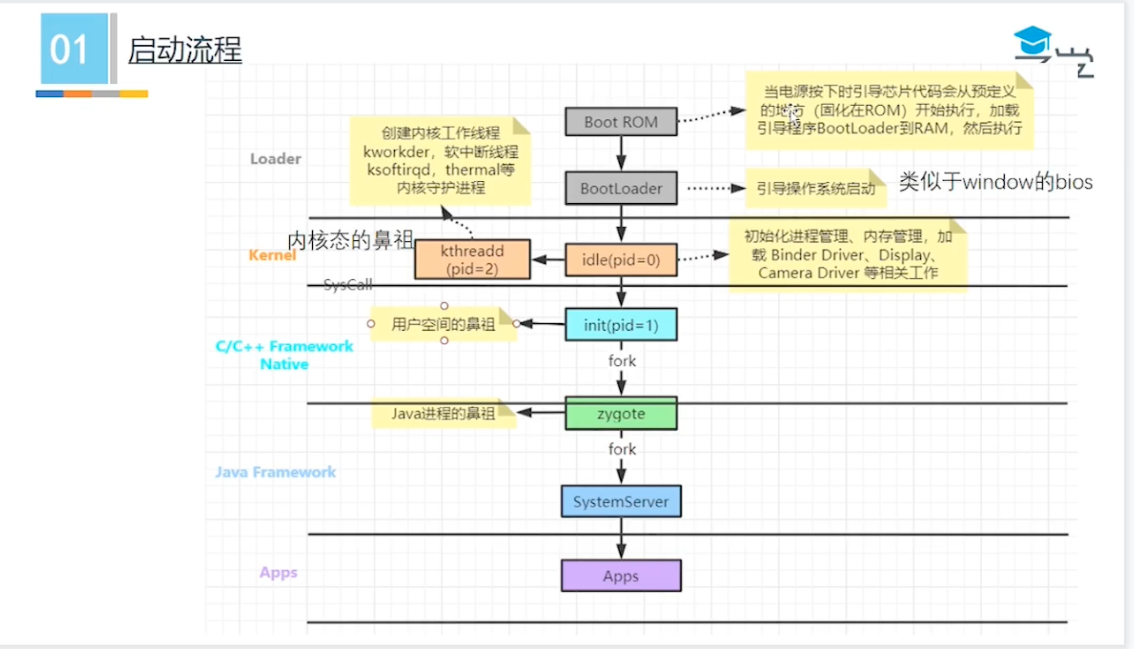 01
启动流程
当电源按下时引导芯片代码会从预定义
的地方（固化在ROM）开始执行，加载
引导程序BootLoader到RAM，然后执行
Boot ROM
创建内核工作线程
kworkder，软中断线程
ksoftirqd，thermal等
内核守护进程
Loader
BootLoader
引导操作系统启动
类似于window的bios
内核态的鼻祖
Kernel
kthreadd
(pid=2)
idle(pid=0)
初始化进程管理、内存管理，加
载 Binder Driver、Display、
Camera Driver 等相关工作
SysCall
用户空间的鼻祖
init(pid=1)
C/C++ Framework
Native
fork
Java进程的鼻祖
zygote
fork
Java Framework
SystemServer
Apps
Apps